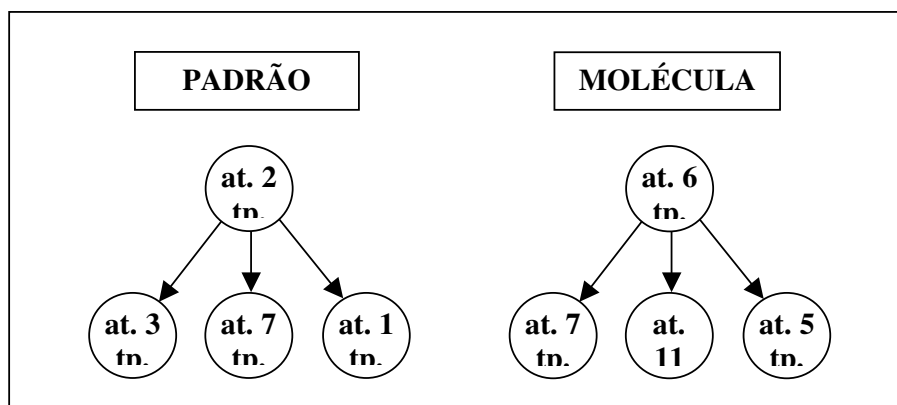 PADRÃO
MOLÉCULA
at. 2
tp.
at. 6
tp.
at. 3
tp.
at. 7
tp.
at. 1
tp.
at. 7
tp.
at.
11
at. 5
tp.